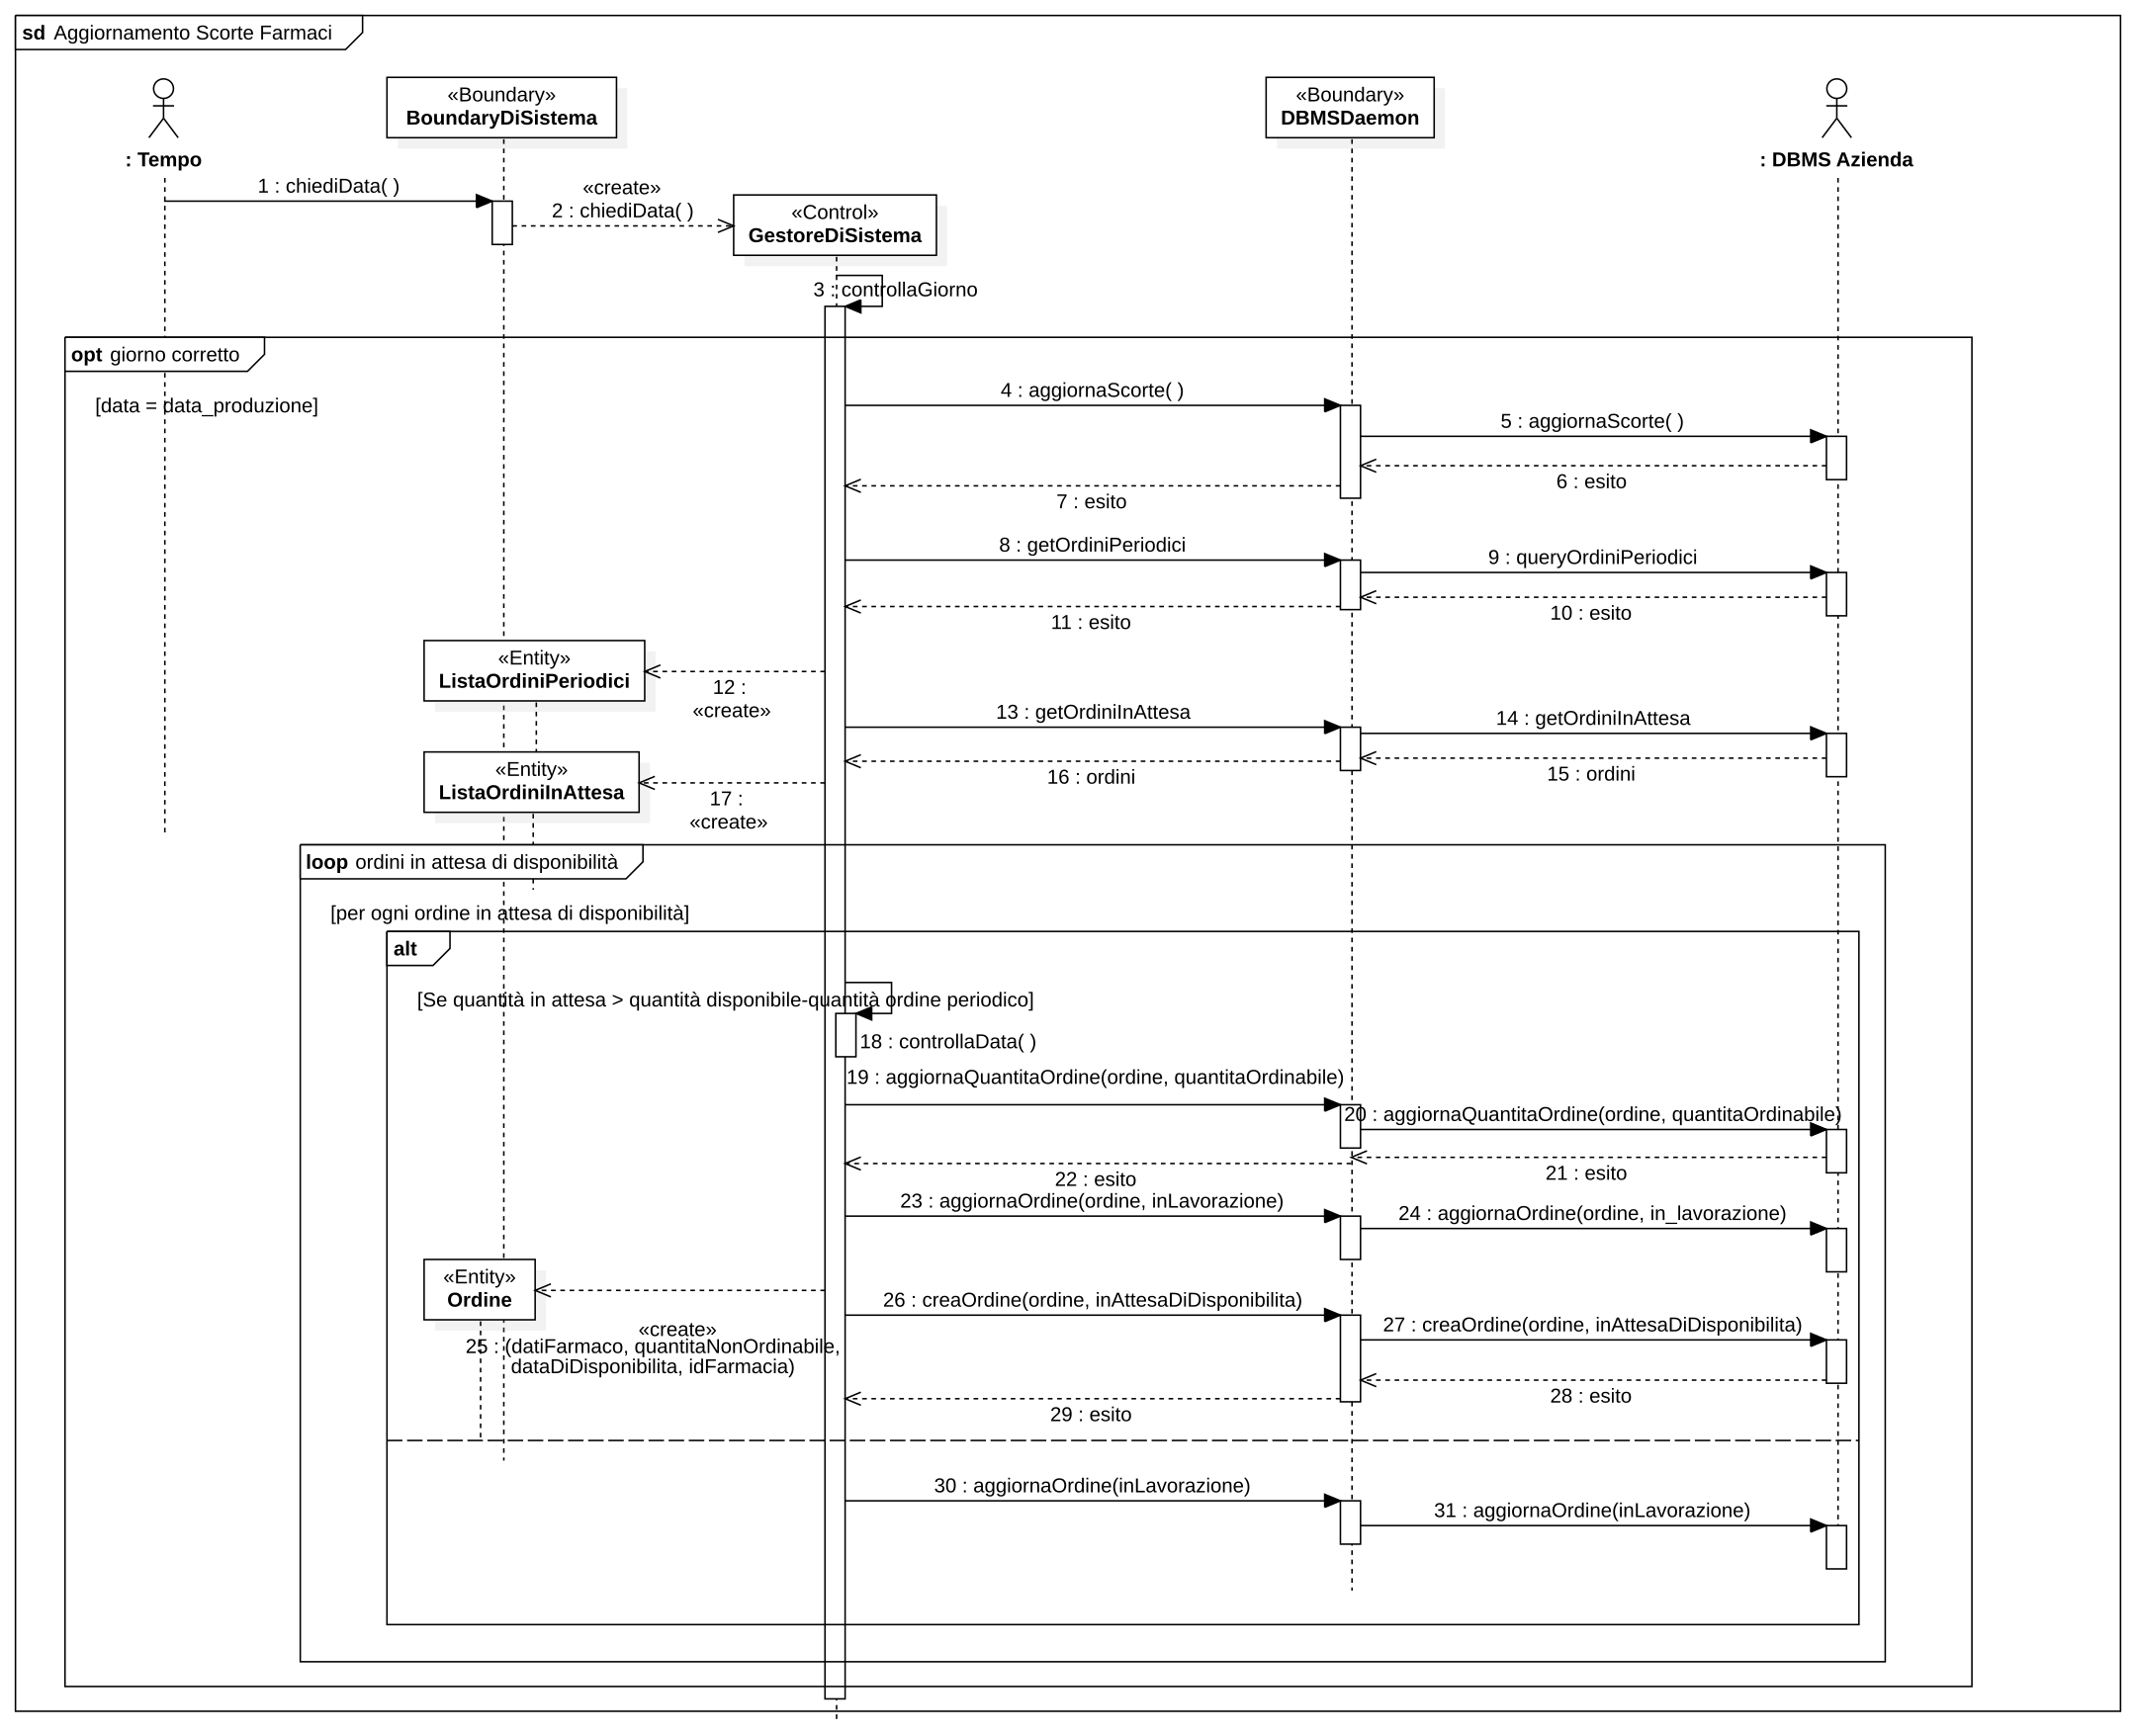 sd Aggiornamento Scorte Farmaci
: Tempo
«Boundary»
BoundaryDiSistema
«Boundary»
DBMSDaemon
: DBMS Azienda
1 : chiediData( )
«create»
2 : chiediData( )
«Control»
GestoreDiSistema
3 : controllaGiorno
opt giorno corretto
[data = data_produzione]
4 : aggiornaScorte( )
5 : aggiornaScorte( )
6 : esito
7 : esito
8 : getOrdiniPeriodici
9 : queryOrdiniPeriodici
10 : esito
11 : esito
«Entity»
ListaOrdiniPeriodici
12 :
«create»
13 : getOrdiniInAttesa
14 : getOrdiniInAttesa
15 : ordini
16 : ordini
«Entity»
ListaOrdiniInAttesa
17 :
«create»
loop ordini in attesa di disponibilità
[per ogni ordine in attesa di disponibilità]
alt
[Se quantità in attesa > quantità disponibile-quantità ordine periodico]
18 : controllaData( )
19 : aggiornaQuantitaOrdine(ordine, quantitaOrdinabile)
20 : aggiornaQuantitaOrdine(ordine, quantitaOrdinabile)
21 : esito
22 : esito
23 : aggiornaOrdine(ordine, inLavorazione)
24 : aggiornaOrdine(ordine, in_lavorazione)
«Entity»
Ordine
«create»
25 : (datiFarmaco, quantitaNonOrdinabile,
dataDiDisponibilita, idFarmacia)
26 : creaOrdine(ordine, inAttesaDiDisponibilita)
27 : creaOrdine(ordine, inAttesaDiDisponibilita)
28 : esito
29 : esito
30 : aggiornaOrdine(inLavorazione)
31 : aggiornaOrdine(inLavorazione)